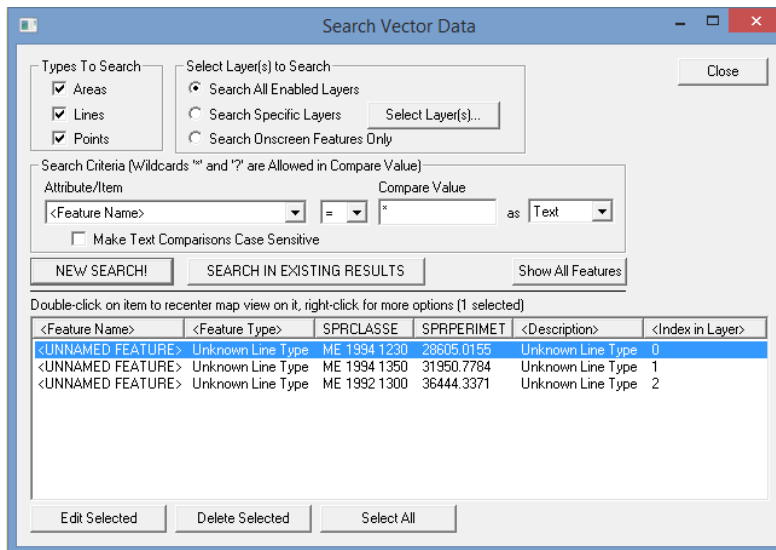 Search Vector Data
Types To Search
Areas
Lines
Points
Select Layer(s) to Search
Search All Enabled Layers
Search Specific Layers
Select Layer(s)...
Search Onscreen Features Only
Close
Search Criteria (Wildcards '*' and '?' are Allowed in Compare Value)
Attribute/Item Compare Value
<Feature Name> = * as Text
Make Text Comparisons Case Sensitive
NEW SEARCH! SEARCH IN EXISTING RESULTS Show All Features
Double-click on item to recenter map view on it, right-click for more options (1 selected)
<Feature Name> <Feature Type> SPRCLASSE SPRPERIMET <Description> <Index in Layer>
<UNNAMED FEATURE> Unknown Line Type ME 1994 1230 28605.0155 Unknown Line Type 0
<UNNAMED FEATURE> Unknown Line Type ME 1994 1350 31950.7784 Unknown Line Type 1
<UNNAMED FEATURE> Unknown Line Type ME 1992 1300 36444.3371 Unknown Line Type 2
Edit Selected Delete Selected Select All